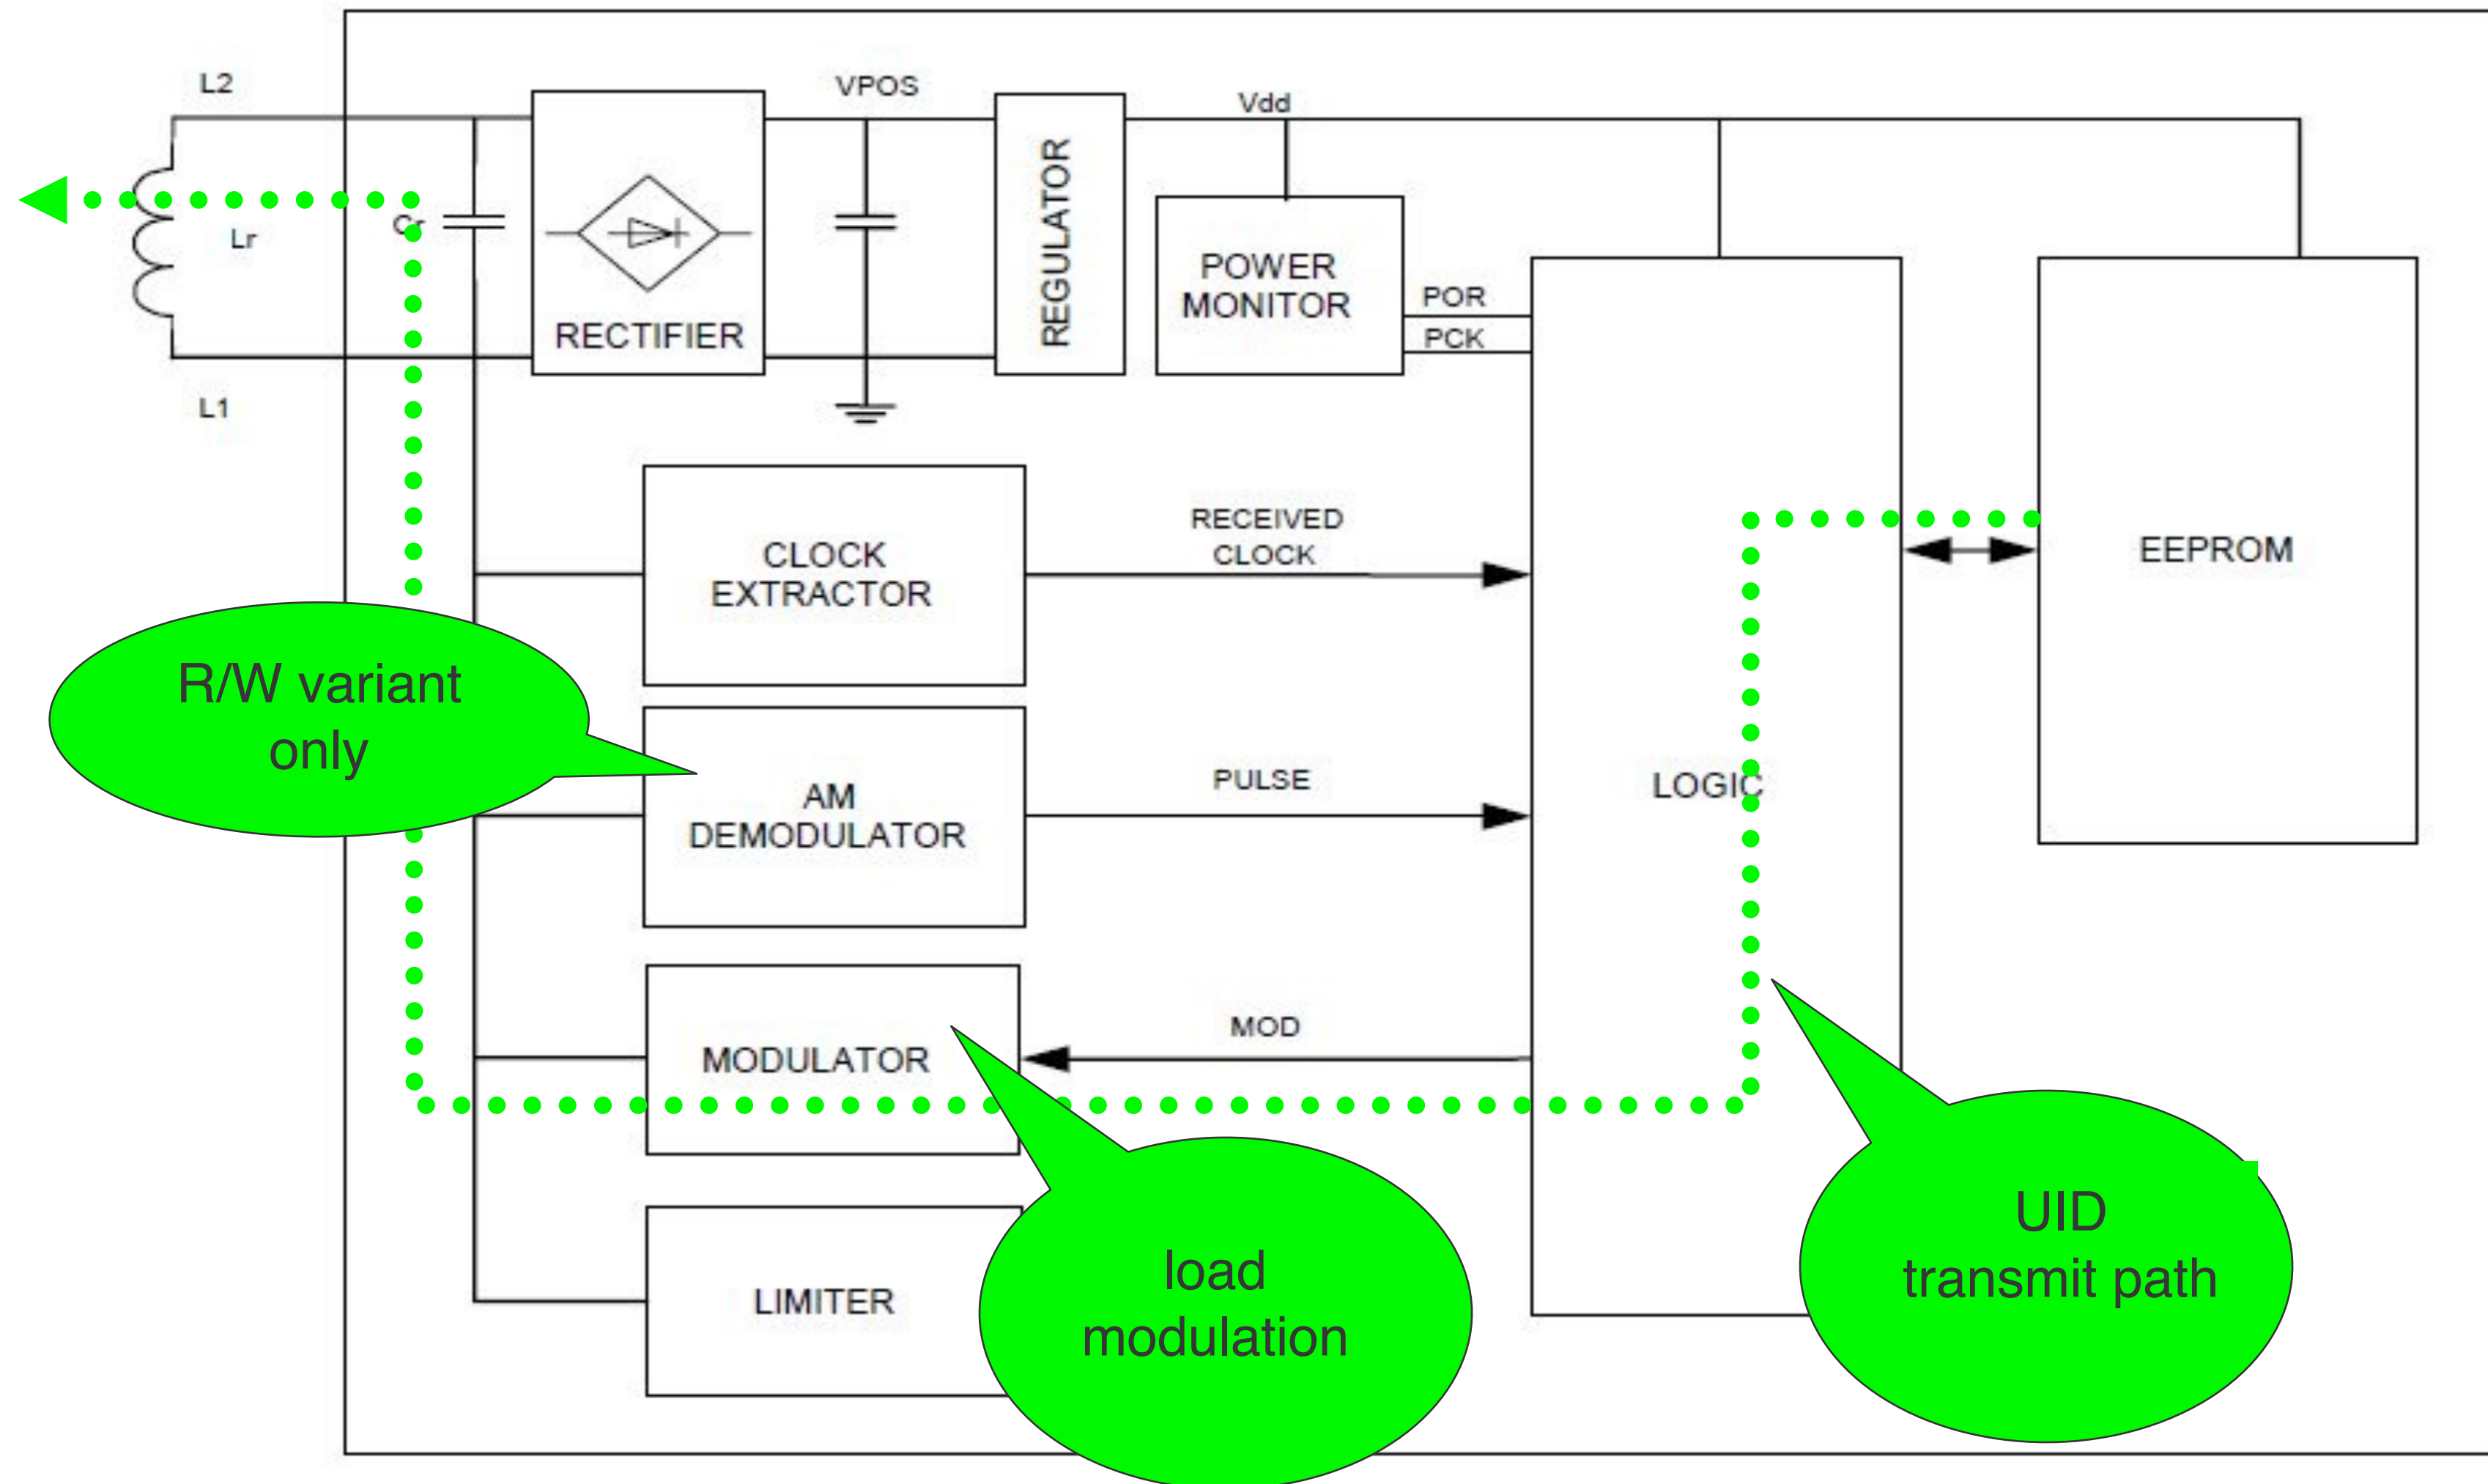 L2
VPOS
Vdd
REGULATOR
Lr
Cr
RECTIFIER
POWER
MONITOR
POR
PCK
L1
RECEIVED
CLOCK
CLOCK
EXTRACTOR
EEPROM
R/W variant
only
AM
DEMODULATOR
PULSE
LOGIC
MODULATOR
MOD
LIMITER
load
modulation
UID
transmit path